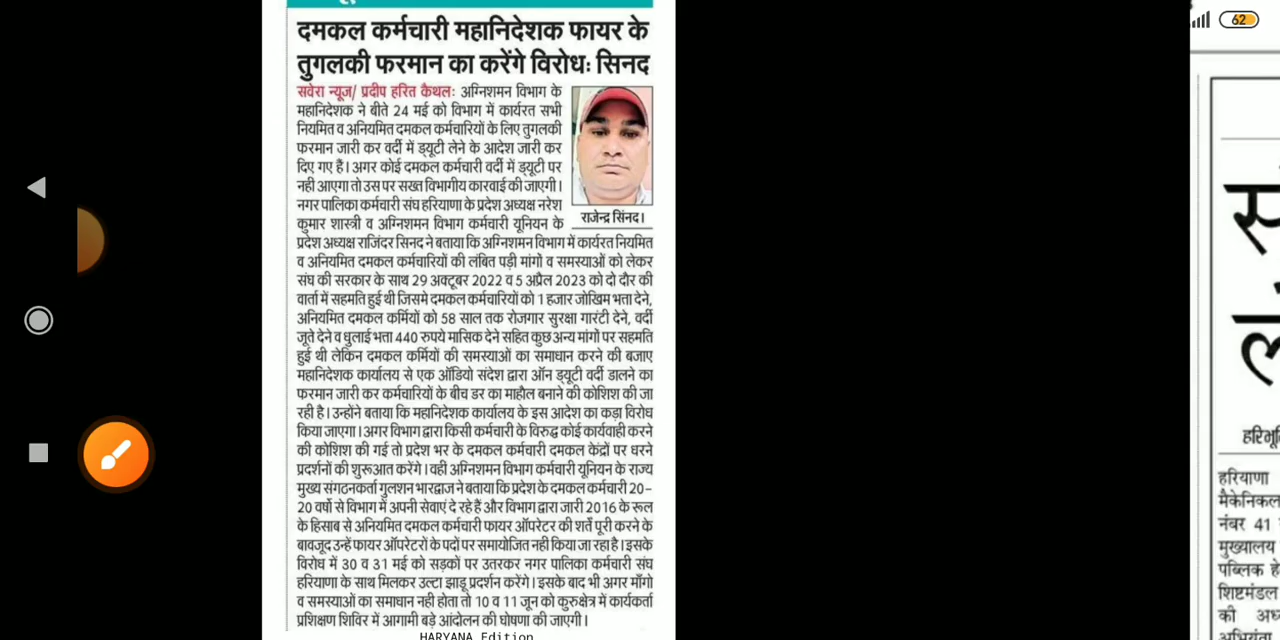 दमकल कर्मचारी महानिदेशक फायर के
तुगलकी फरमान का करेंगे विरोधः सिनद
सवेरा न्यूज/ प्रदीप हरित कैथलः अग्निशमन विभाग के
महानिदेशक ने बीते 24 मई को विभाग में कार्यरत सभी
नियमित व अनियमित दमकल कर्मचारियों के लिए तुगलकी
फरमान जारी कर वर्दी में ड्यूटी लेने के आदेश जारी कर
दिए गए हैं। अगर कोई दमकल कर्मचारी वर्दी में ड्यूटी पर
नही आएगा तो उस पर सख्त विभागीय कारवाई की जाएगी।
नगर पालिका कर्मचारी संघ हरियाणा के प्रदेश अध्यक्ष नरेश
कुमार शास्त्री व अग्निशमन विभाग कर्मचारी यूनियन के
राजेन्द्र सिंनद।
प्रदेश अध्यक्ष राजिंदर सिनद ने बताया कि अग्निशमन विभाग में कार्यरत नियमित
व अनियमित दमकल कर्मचारियों की लंबित पड़ी मांगों व समस्याओं को लेकर
संघ की सरकार के साथ 29 अक्टूबर 2022 व 5 अप्रैल 2023 को दो दौर की
वार्ता में सहमति हुई थी जिसमे दमकल कर्मचारियों को 1 हजार जोखिम भत्ता देने,
अनियमित दमकल कर्मियों को 58 साल तक रोजगार सुरक्षा गारंटी देने, वर्दी
जूते देने व धुलाई भत्ता 440 रुपये मासिक देने सहित कुछ अन्य मांगों पर सहमति
हुई थी लेकिन दमकल कर्मियों की समस्याओं का समाधान करने की बजाए
महानिदेशक कार्यालय से एक ऑडियो संदेश द्वारा ऑन ड्यूटी वर्दी डालने का
फरमान जारी कर कर्मचारियों के बीच डर का माहौल बनाने की कोशिश की जा
रही है। उन्होंने बताया कि महानिदेशक कार्यालय के इस आदेश का कड़ा विरोध
किया जाएगा। अगर विभाग द्वारा किसी कर्मचारी के विरुद्ध कोई कार्यवाही करने
की कोशिश की गई तो प्रदेश भर के दमकल कर्मचारी दमकल केंद्रों पर धरने
प्रदर्शनों की शुरूआत करेंगे। वही अग्निशमन विभाग कर्मचारी यूनियन के राज्य
मुख्य संगठनकर्ता गुलशन भारद्वाज ने बताया कि प्रदेश के दमकल कर्मचारी 20-
20 वर्षो से विभाग में अपनी सेवाएं दे रहे हैं और विभाग द्वारा जारी 2016 के रूल
के हिसाब से अनियमित दमकल कर्मचारी फायर ऑपरेटर की शर्तें पूरी करने के
बावजूद उन्हें फायर ऑपरेटरों के पदों पर समायोजित नही किया जा रहा है। इसके
विरोध में 30 व 31 मई को सड़कों पर उतरकर नगर पालिका कर्मचारी संघ
हरियाणा के साथ मिलकर उल्टा झाडू प्रदर्शन करेंगे। इसके बाद भी अगर माँगो
व समस्याओं का समाधान नही होता तो 10 व 11 जून को कुरुक्षेत्र में कार्यकर्ता
प्रशिक्षण शिविर में आगामी बड़े आंदोलन की घोषणा की जाएगी।
HARYANA Edition
62
हरिभू
हरियाणा
मैकेनिकल
नंबर 41
मुख्यालय
पब्लिक हे
शिष्टमंडल
की अध